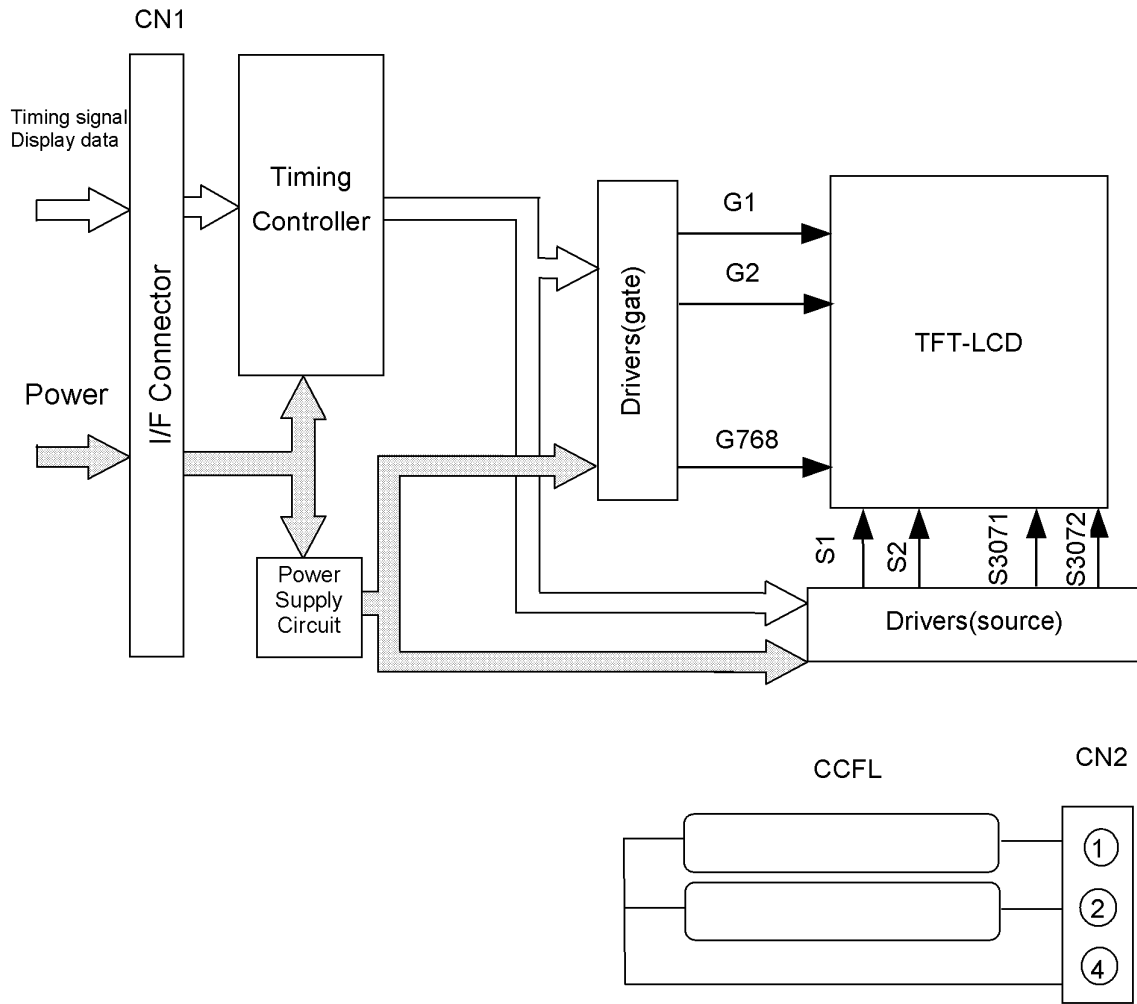 CN1
Timing signal
Display data
Power
I/F Connector
Timing
Controller
Power
Supply
Circuit
Drivers(gate)
G1
G2
G768
TFT-LCD
S1
S2
S3071
S3072
Drivers(source)
CCFL
CN2
1
2
4